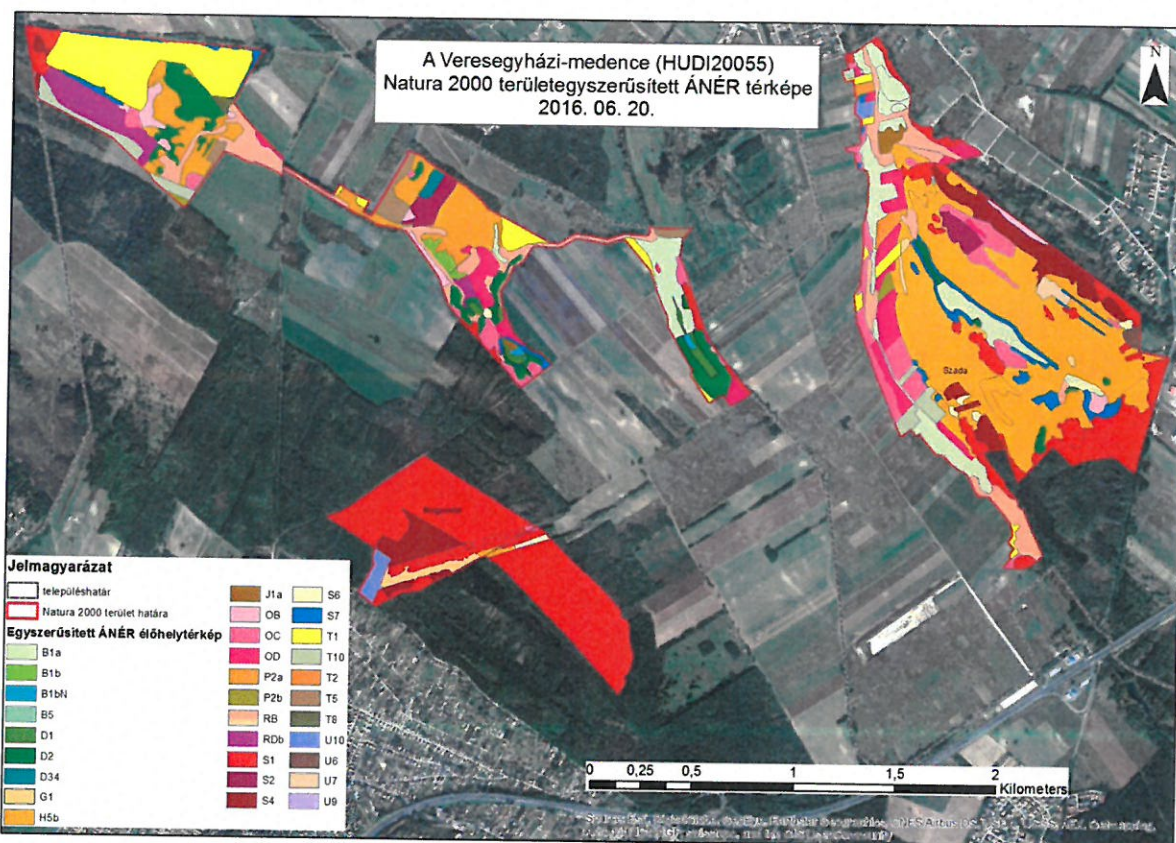 A Veresegyházi-medence (HUDI20055)
Natura 2000 területegyszerűsített ÁNÉR térképe
2016. 06. 20.
N
Szada
Jelmagyarázat
településhatár
Natura 2000 terület határa
Egyszerűsített ÁNÉR élőhelytérkép
B1a
B1b
B1bN
B5
D1
D2
D34
G1
H5b
J1a
OB
OC
OD
P2a
P2b
RB
RDb
S1
S2
S4
S6
S7
T1
T10
T2
T5
T8
U10
U6
U7
U9
0 0,25 0,5 1 1,5 2
Kilometers